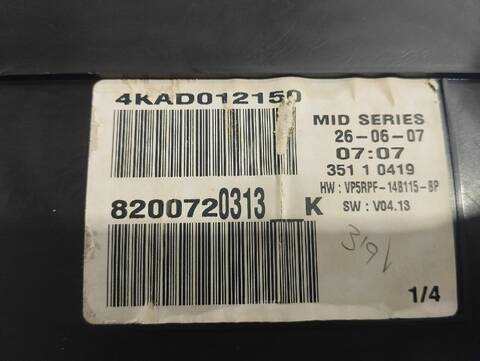 4KAD012150
MID SERIES
26-06-07
07:07
351 1 0419
HW : VP5RPF-14B115-BP
8200720313__K
SW : V04.13
1/4